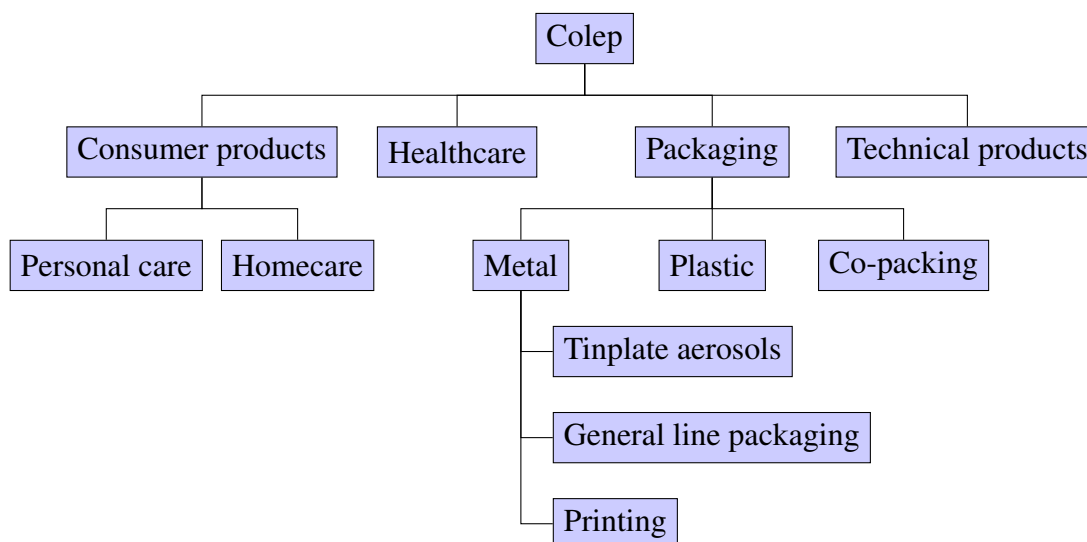 Colep
Consumer products
Healthcare
Packaging
Technical products
Personal care
Homecare
Metal
Plastic
Co-packing
Tinplate aerosols
General line packaging
Printing